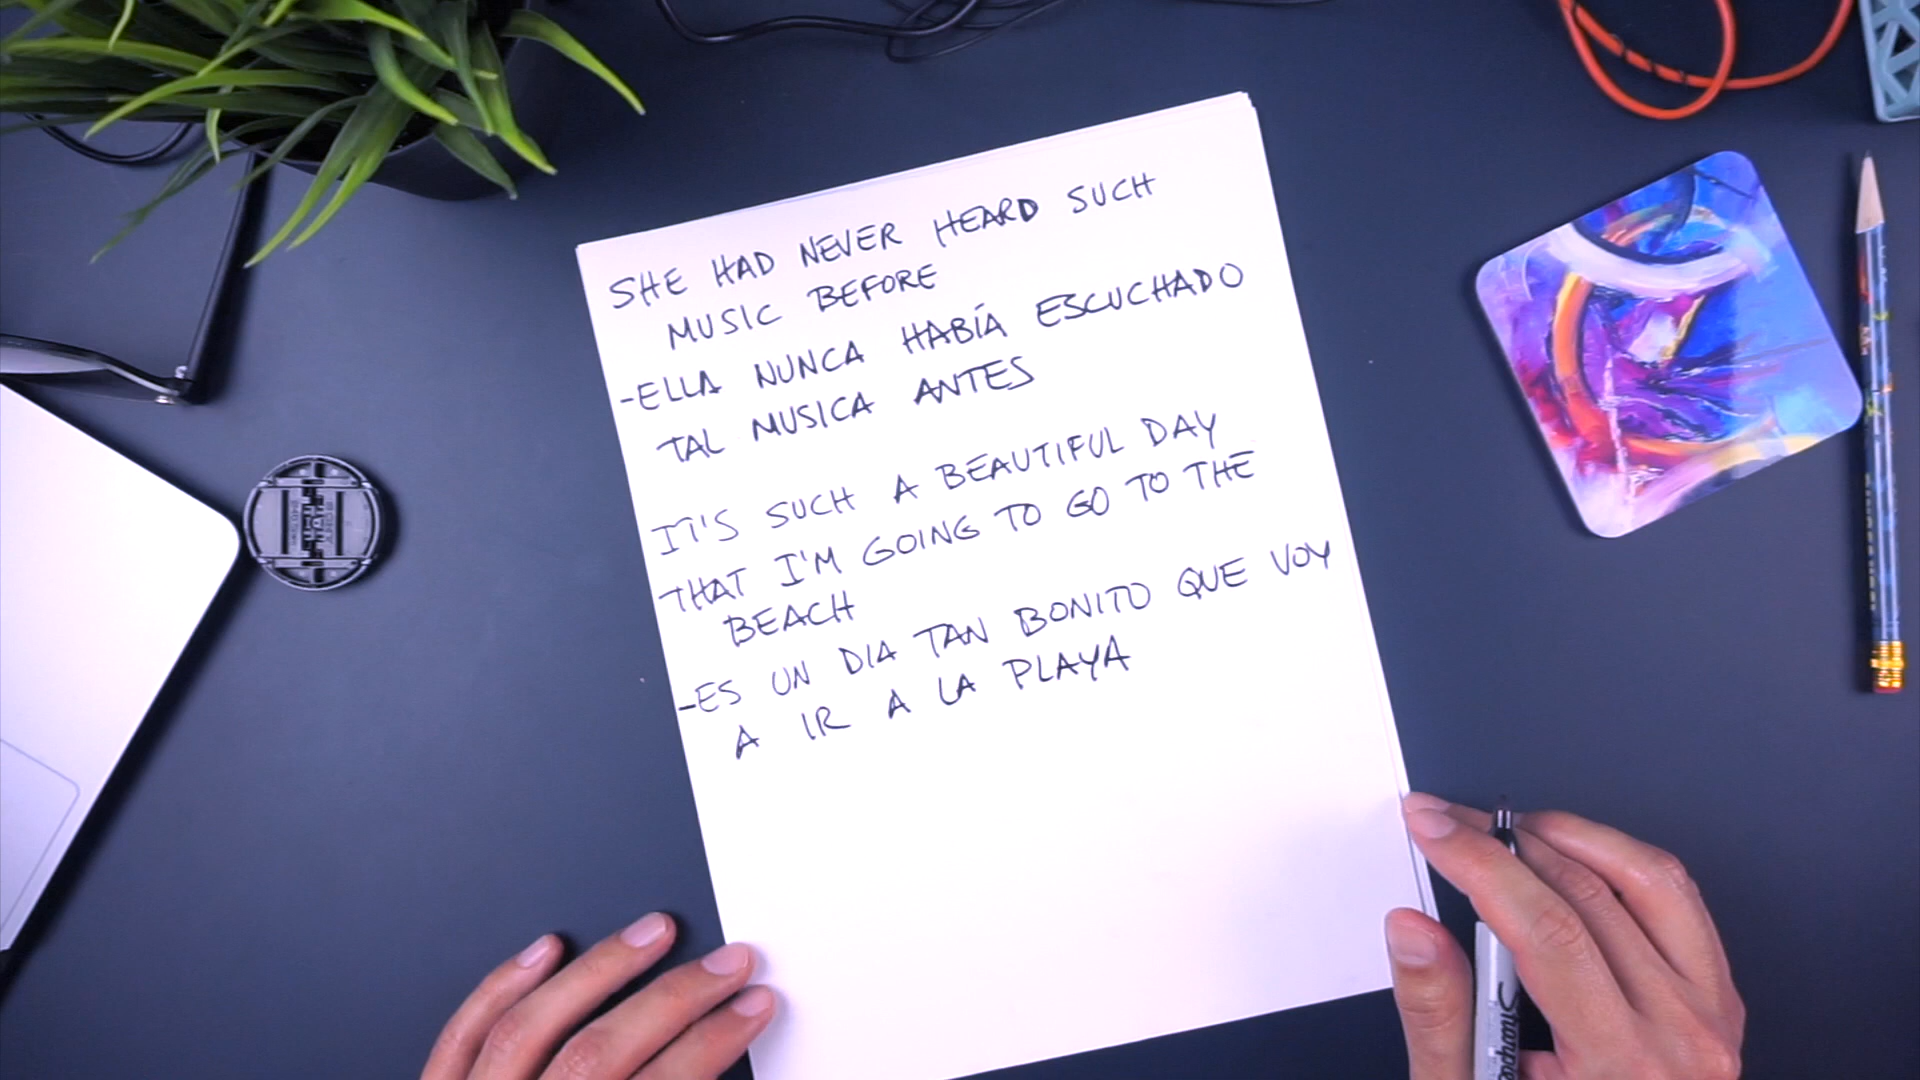 SHE HAD NEVER HEARD SUCH
MUSIC BEFORE
-ELLA NUNCA HABÍA ESCUCHADO
TAL MUSICA ANTES
IT'S SUCH A BEAUTIFUL DAY
THAT I'M GOING TO GO TO THE
BEACH
-ES UN DIA TAN BONITO QUE VOY
A IR A LA PLAYA
Sharpie